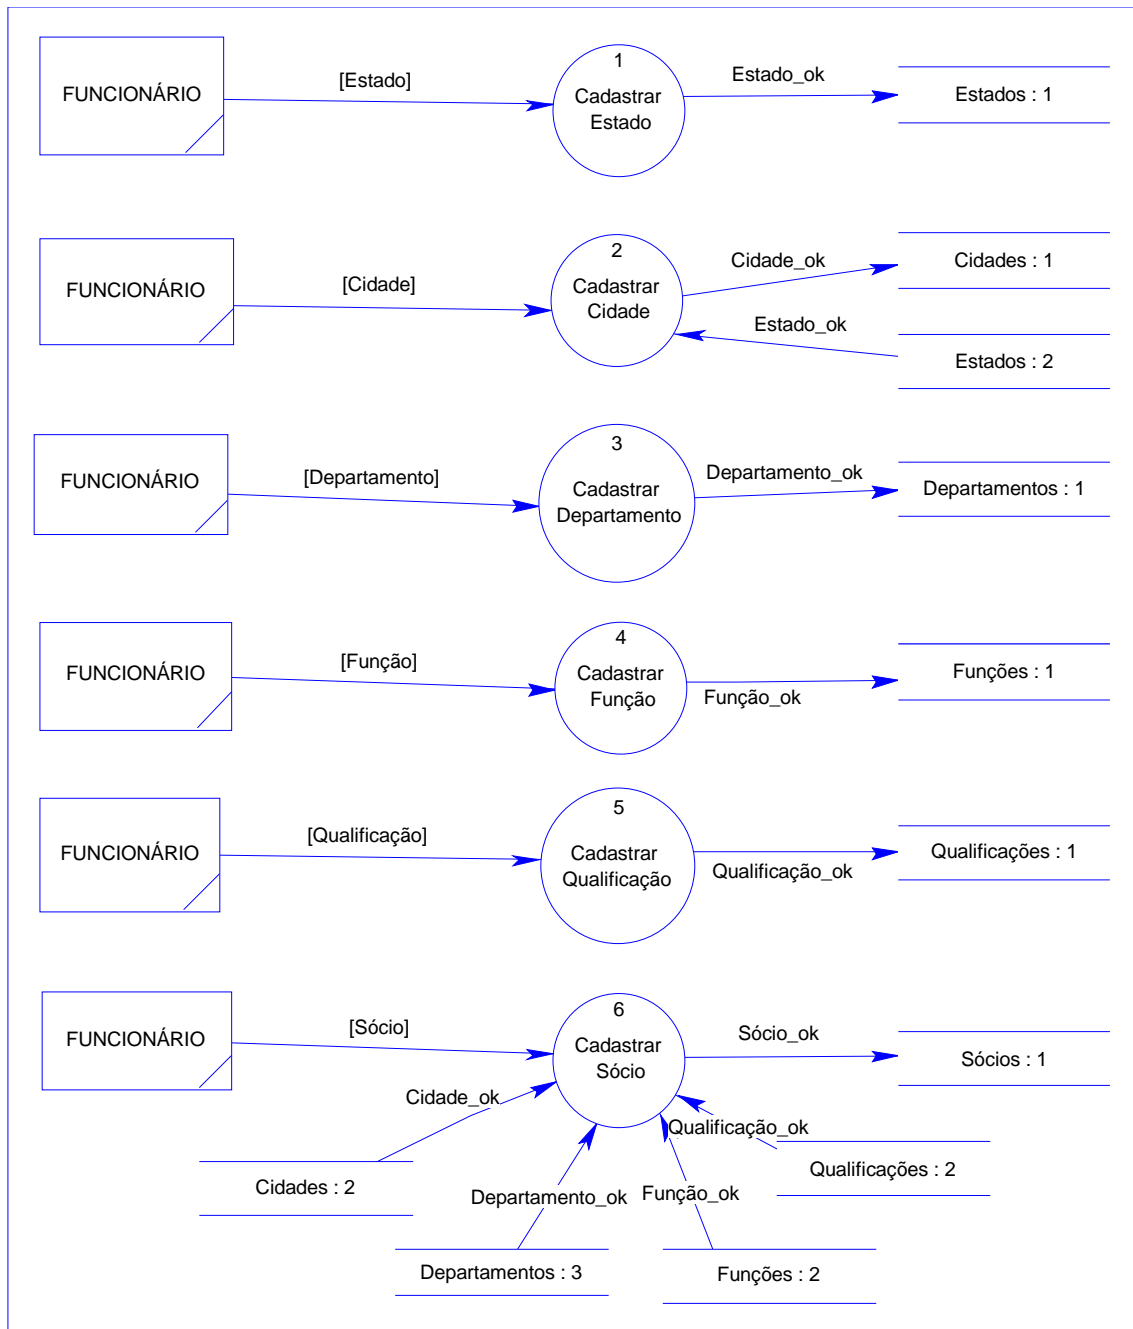 FUNCIONÁRIO
[Estado]
1
Cadastrar
Estado
Estado_ok
Estados : 1
FUNCIONÁRIO
[Cidade]
2
Cadastrar
Cidade
Cidade_ok
Cidades : 1
Estado_ok
Estados : 2
FUNCIONÁRIO
[Departamento]
3
Cadastrar
Departamento
Departamento_ok
Departamentos : 1
FUNCIONÁRIO
[Função]
4
Cadastrar
Função
Função_ok
Funções : 1
FUNCIONÁRIO
[Qualificação]
5
Cadastrar
Qualificação
Qualificação_ok
Qualificações : 1
FUNCIONÁRIO
[Sócio]
6
Cadastrar
Sócio
Sócio_ok
Sócios : 1
Cidade_ok
Cidades : 2
Departamento_ok
Departamentos : 3
Função_ok
Funções : 2
Qualificação_ok
Qualificações : 2